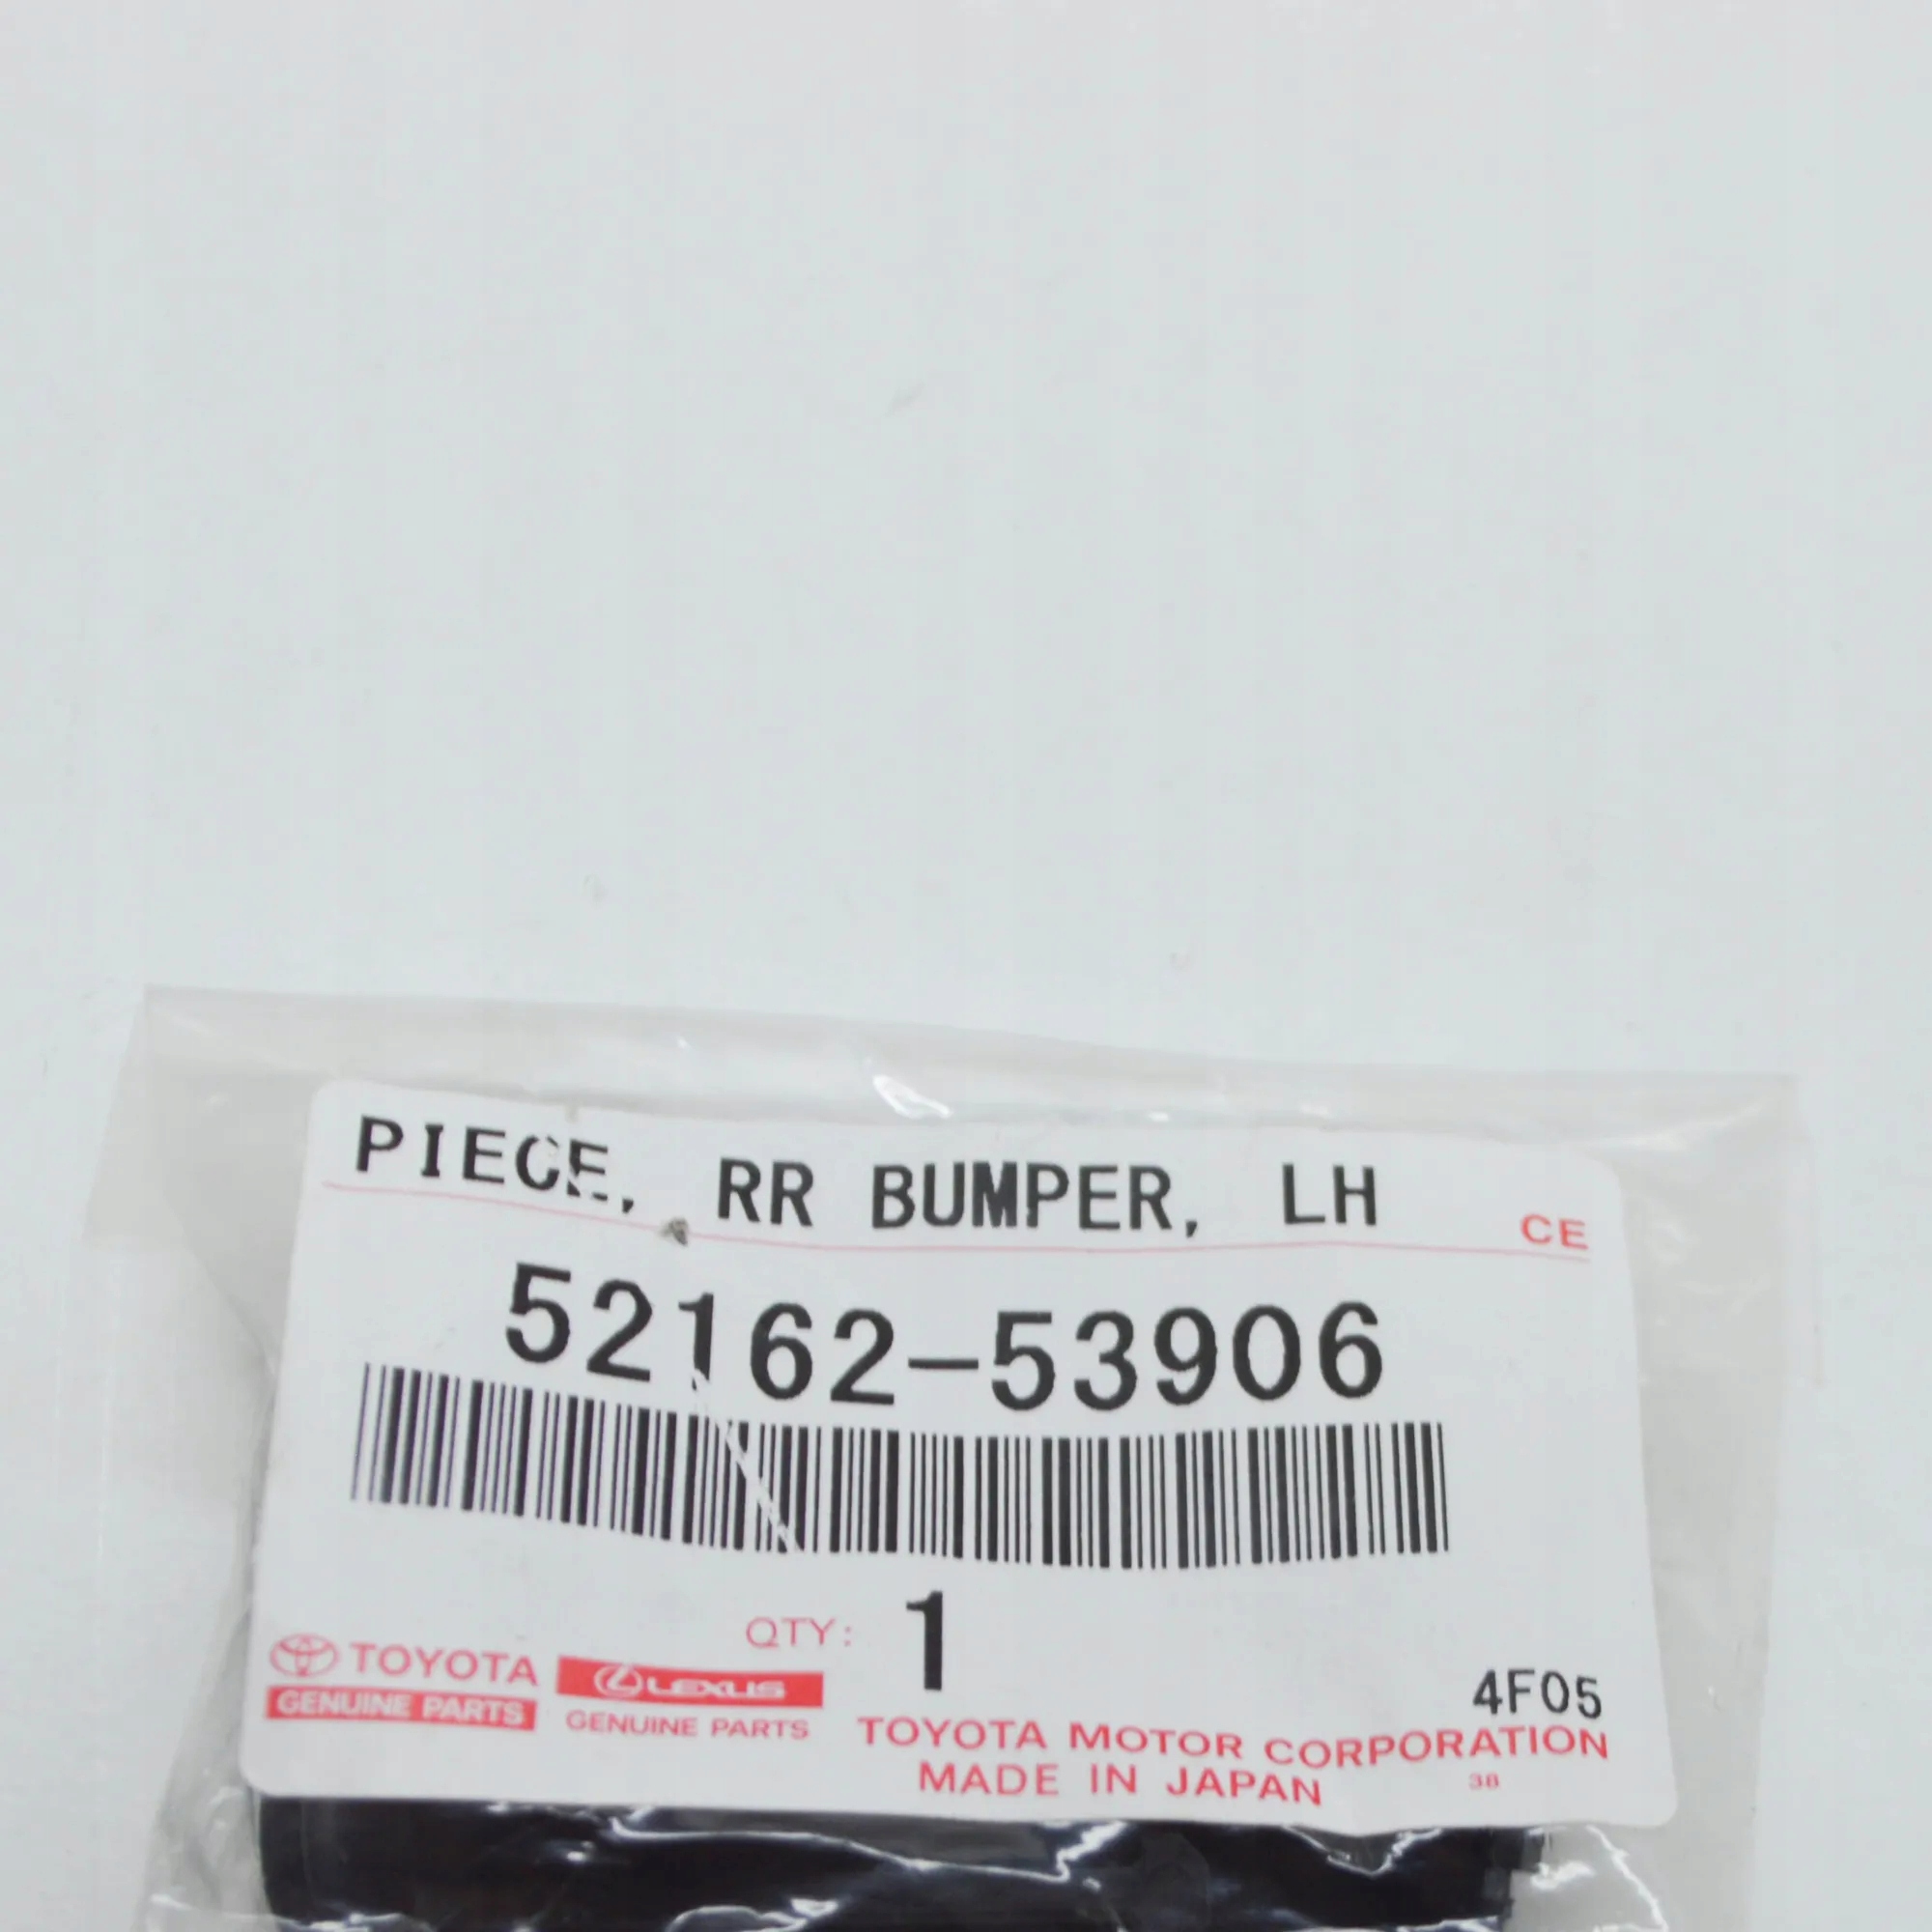 PIECE, RR BUMPER, LH
CE
52162-53906
QTY: 1
TOYOTA
GENUINE PARTS
LEXUS
GENUINE PARTS
4F05
TOYOTA MOTOR CORPORATION
MADE IN JAPAN
38